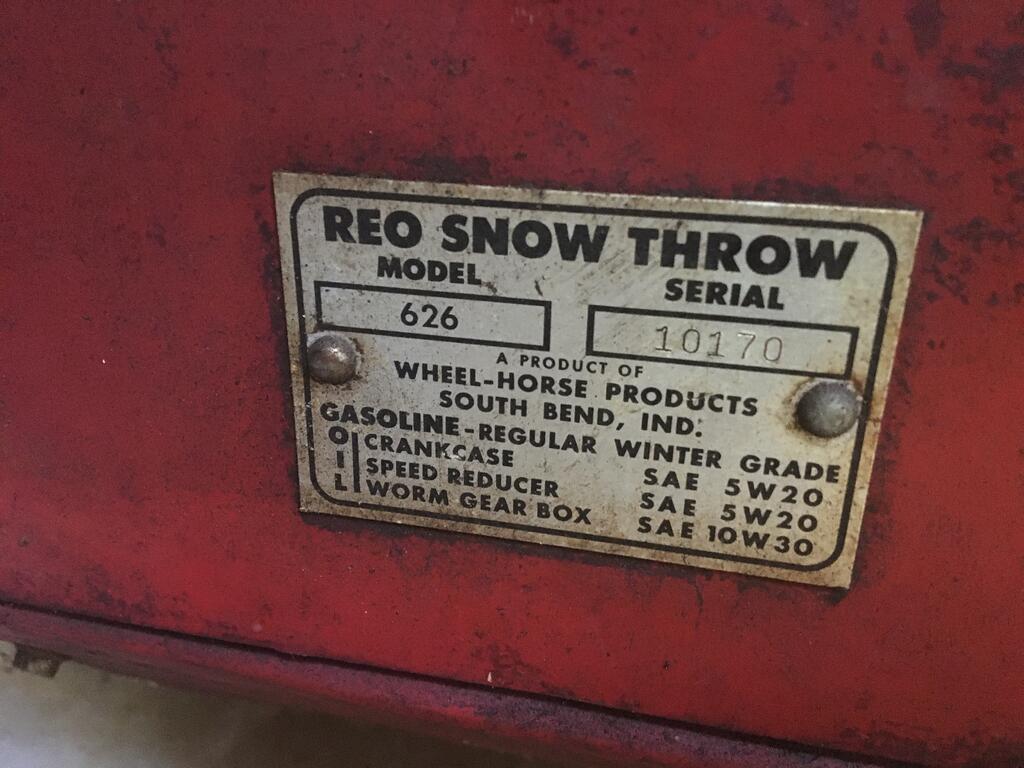 REO SNOW THROW
MODEL SERIAL
626 10170
A PRODUCT OF
WHEEL-HORSE PRODUCTS
SOUTH BEND, IND.
GASOLINE-REGULAR WINTER GRADE
OIL
CRANKCASE SAE 5W20
SPEED REDUCER SAE 5W20
WORM GEAR BOX SAE 10W30